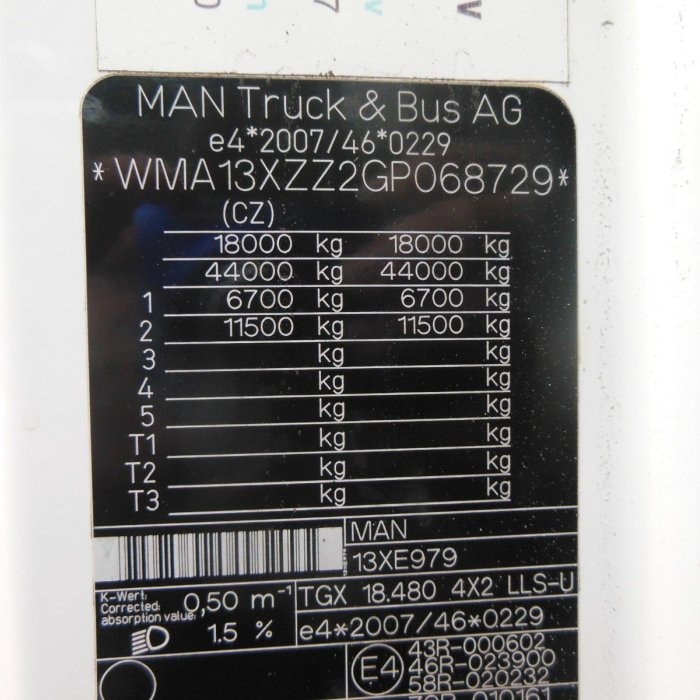 MAN Truck & Bus AG
e4*2007/46*0229
*WMA13XZZ2GP068729*
(CZ)
18000 kg 18000 kg
44000 kg 44000 kg
1 6700 kg 6700 kg
2 11500 kg 11500 kg
3 kg kg
4 kg kg
5 kg kg
T1 kg kg
T2 kg kg
T3 kg kg
MAN
13XE979
K-Wert,
Corrected
absorption value:
0,50 m-1
1.5 %
TGX 18.480 4X2 LLS-U
e4*2007/46*0229
E4
43R-000602
46R-023900
58R-020232